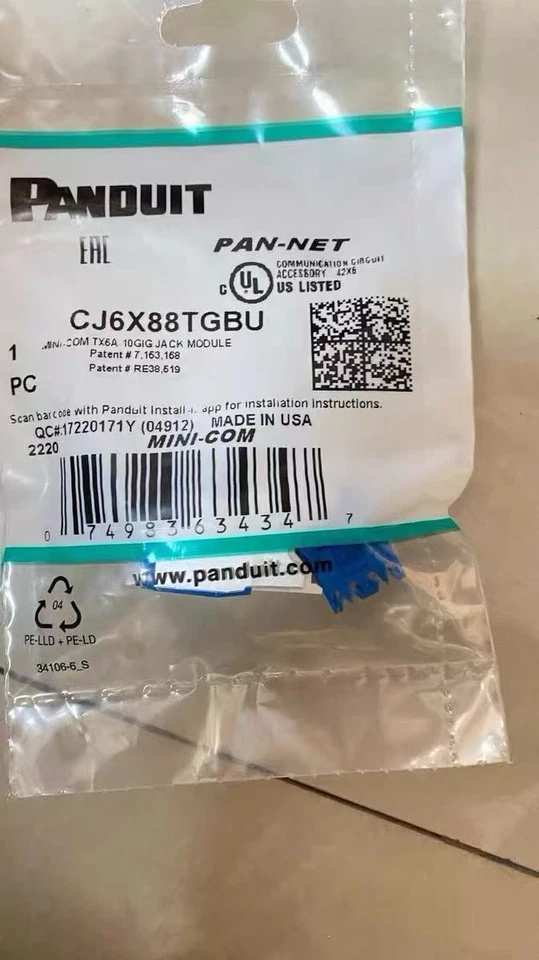 PANDUIT
EAC
PAN-NET
C UL US LISTED
COMMUNICATION CIRCUIT
ACCESSORY 42X6
CJ6X88TGBU
1
PC
MINI-COM TX6A 10GIG JACK MODULE
Patent # 7,163,168
Patent # RE38,519
Scan barcode with Panduit Install-It app for installation instructions.
QC#:17220171Y (04912) MADE IN USA
2220
MINI-COM
0 74983 63434 7
www.panduit.com
04
PE-LLD + PE-LD
34106-6_S